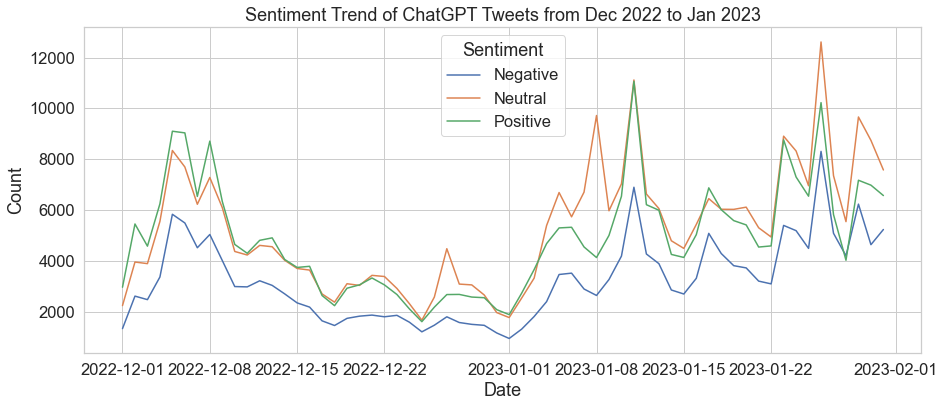 Sentiment Trend of ChatGPT Tweets from Dec 2022 to Jan 2023
Sentiment
Negative
Neutral
Positive
Count
12000
10000
8000
6000
4000
2000
2022-12-01 2022-12-08 2022-12-15 2022-12-22 2023-01-01 2023-01-08 2023-01-15 2023-01-22 2023-02-01
Date